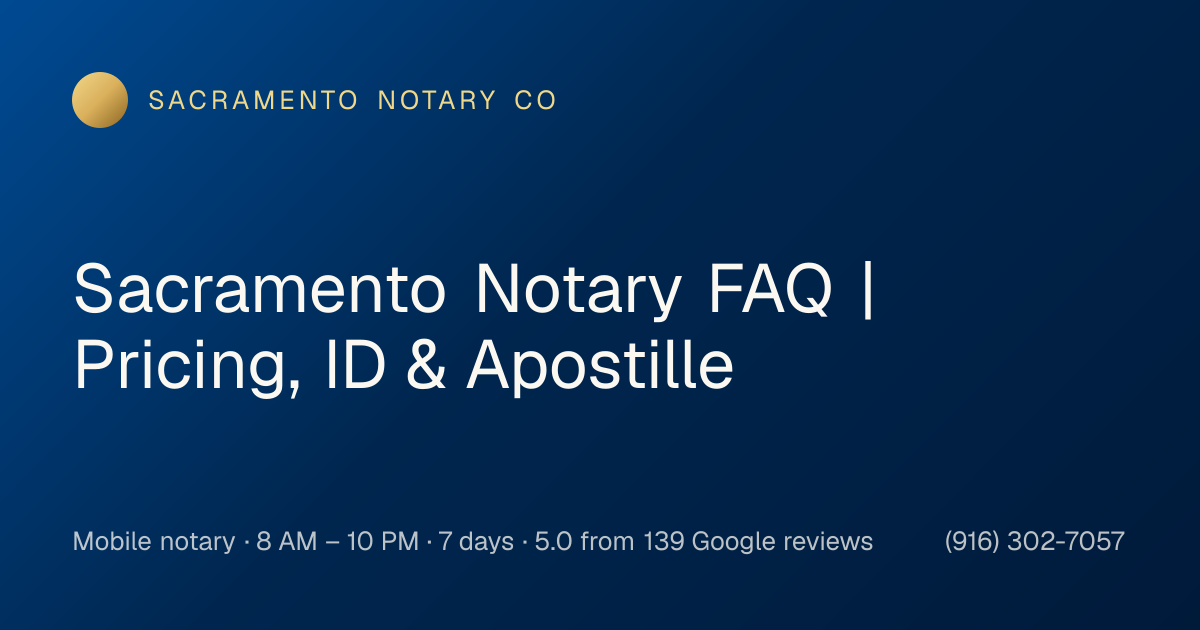 SACRAMENTO NOTARY CO
Sacramento Notary FAQ |
Pricing, ID & Apostille
Mobile notary · 8 AM – 10 PM · 7 days · 5.0 from 139 Google reviews
(916) 302-7057